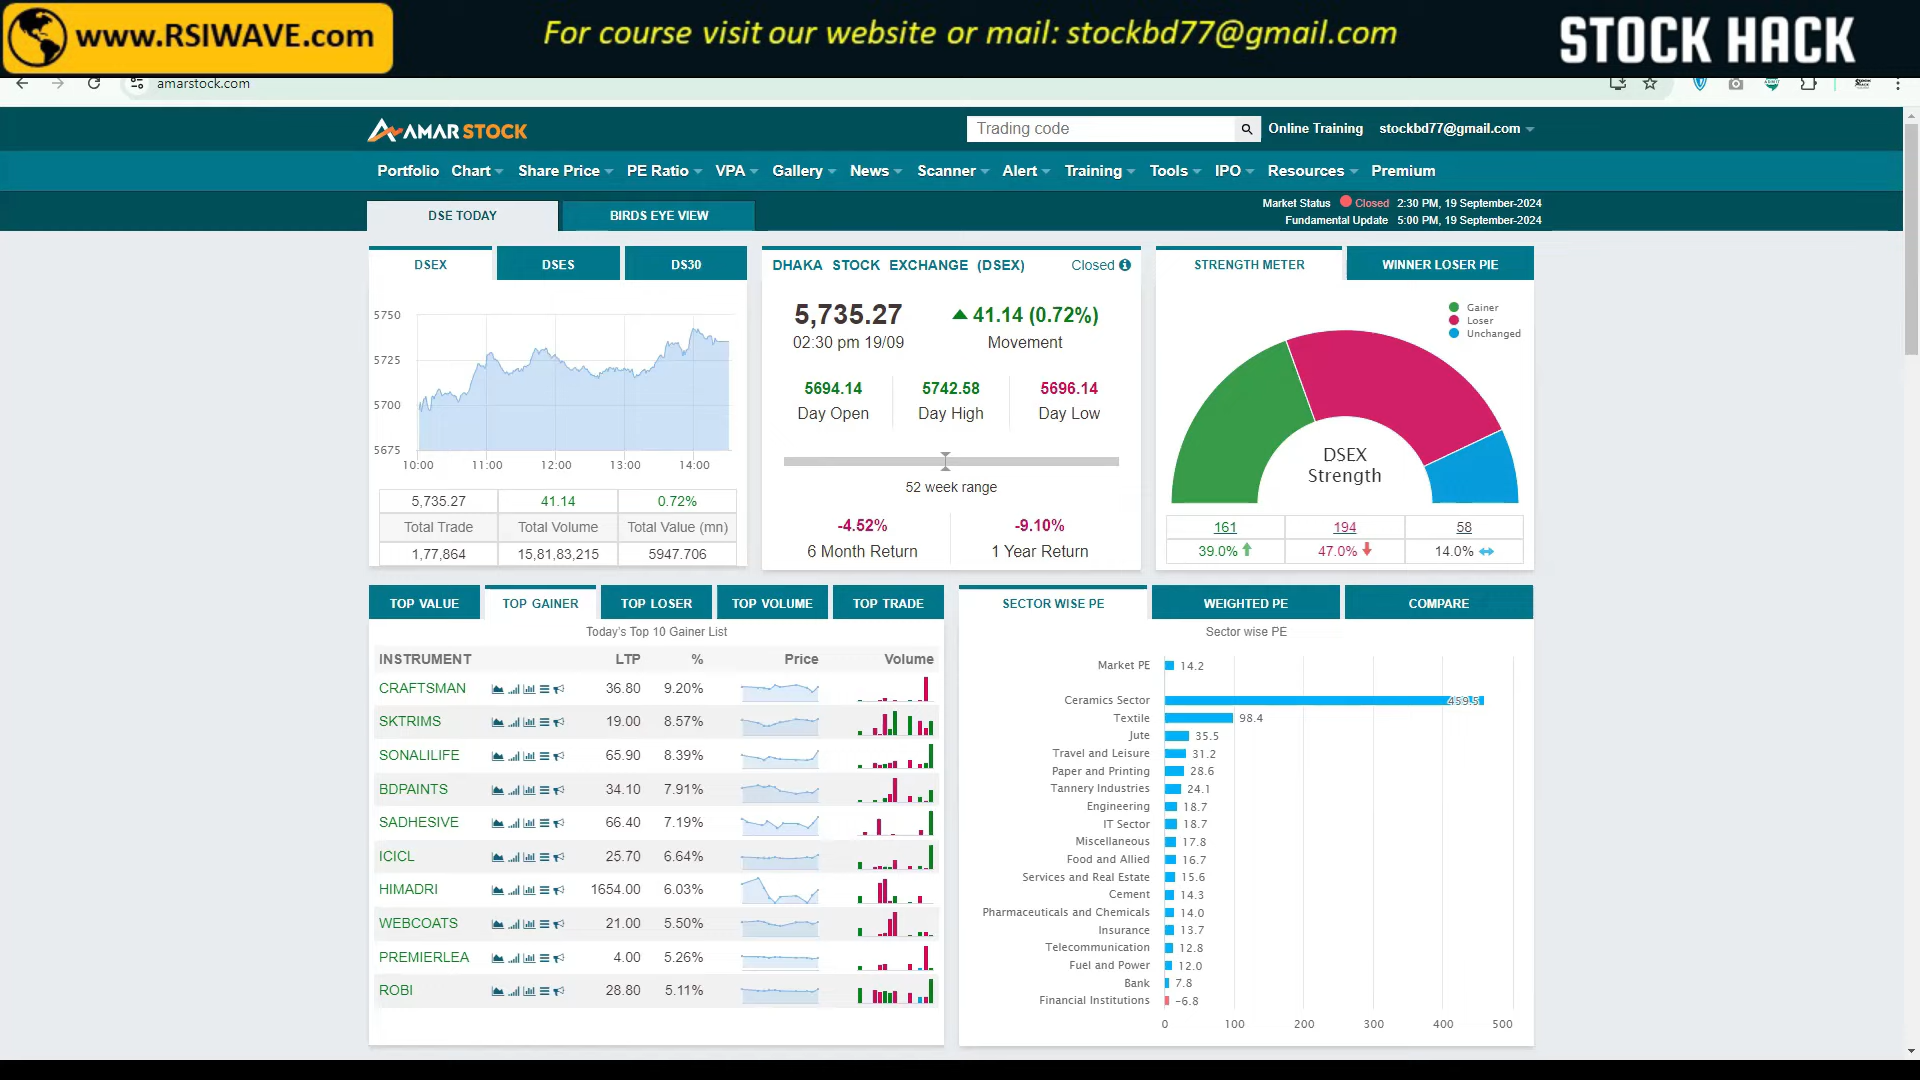 www.RSIWAVE.com
For course visit our website or mail: stockbd77@gmail.com
STOCK HACK
amarstock.com
AMAR STOCK
Trading code
Online Training
stockbd77@gmail.com
Portfolio Chart Share Price PE Ratio VPA Gallery News Scanner Alert Training Tools IPO Resources Premium
DSE TODAY
BIRDS EYE VIEW
Market Status Closed 2:30 PM, 19 September-2024
Fundamental Update 5:00 PM, 19 September-2024
DSEX DSES DS30
5750
5725
5700
5675
10:00 11:00 12:00 13:00 14:00
5,735.27 41.14 0.72%
Total Trade Total Volume Total Value (mn)
1,77,864 15,81,83,215 5947.706
DHAKA STOCK EXCHANGE (DSEX) Closed
5,735.27 41.14 (0.72%)
02:30 pm 19/09 Movement
5694.14 5742.58 5696.14
Day Open Day High Day Low
52 week range
-4.52% -9.10%
6 Month Return 1 Year Return
STRENGTH METER WINNER LOSER PIE
Gainer
Loser
Unchanged
DSEX
Strength
161 194 58
39.0% 47.0% 14.0%
TOP VALUE TOP GAINER TOP LOSER TOP VOLUME TOP TRADE
Today's Top 10 Gainer List
INSTRUMENT LTP % Price Volume
CRAFTSMAN 36.80 9.20%
SKTRIMS 19.00 8.57%
SONALILIFE 65.90 8.39%
BDPAINTS 34.10 7.91%
SADHESIVE 66.40 7.19%
ICICL 25.70 6.64%
HIMADRI 1654.00 6.03%
WEBCOATS 21.00 5.50%
PREMIERLEA 4.00 5.26%
ROBI 28.80 5.11%
SECTOR WISE PE WEIGHTED PE COMPARE
Sector wise PE
Market PE 14.2
Ceramics Sector 459.5
Textile 98.4
Jute 35.5
Travel and Leisure 31.2
Paper and Printing 28.6
Tannery Industries 24.1
Engineering 18.7
IT Sector 18.7
Miscellaneous 17.8
Food and Allied 16.7
Services and Real Estate 15.6
Cement 14.3
Pharmaceuticals and Chemicals 14.0
Insurance 13.7
Telecommunication 12.8
Fuel and Power 12.0
Bank 7.8
Financial Institutions -6.8
0 100 200 300 400 500